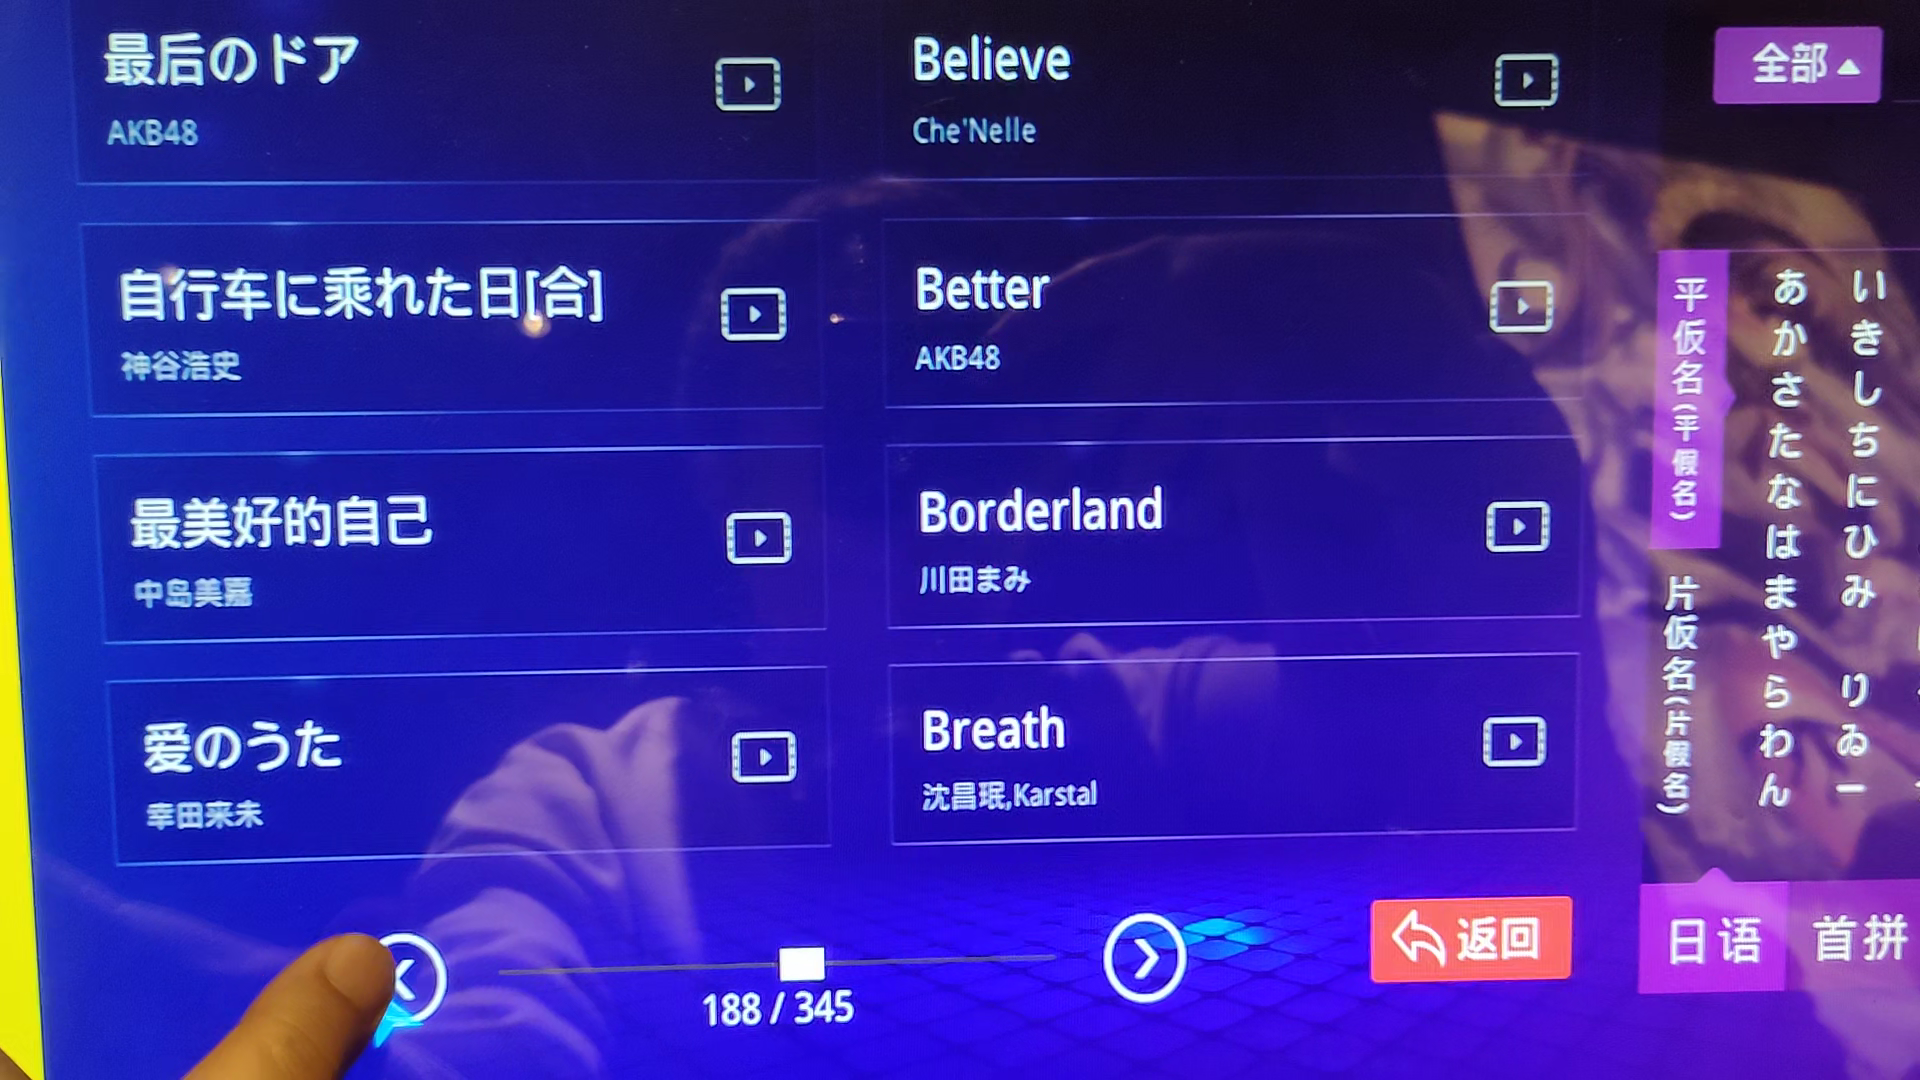 最后のドア
AKB48
Believe
Che'Nelle
自行车に乘れた日[合]
神谷浩史
Better
AKB48
最美好的自己
中岛美嘉
Borderland
川田まみ
爱のうた
幸田来未
Breath
沈昌珉,Karstal
188 / 345
返回
全部
平仮名(平假名)
片仮名(片假名)
あかさたなはまやらわん
いきしちにひみ りゐー
日语
首拼